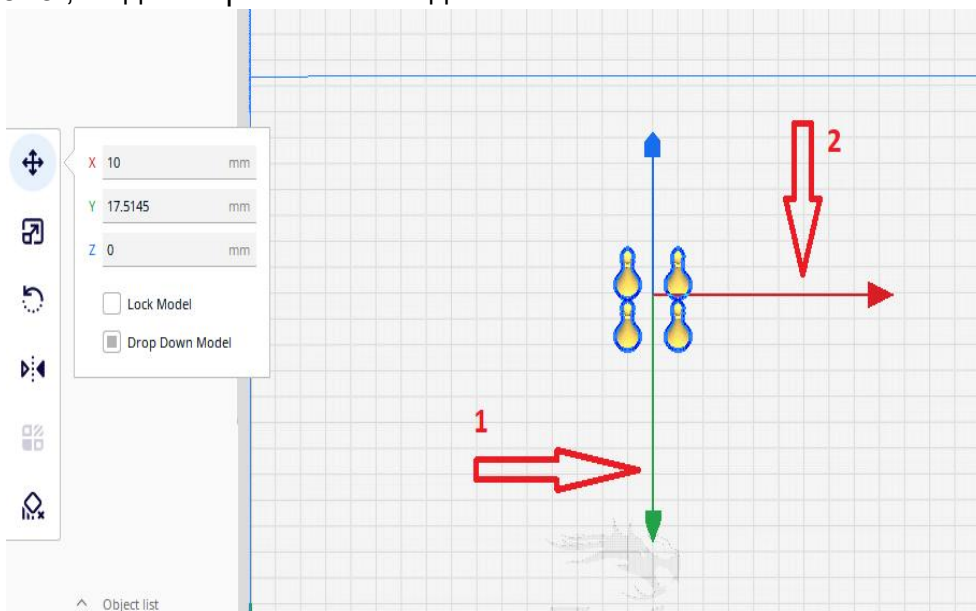 X 10 mm
Y 17.5145 mm
Z 0 mm
Lock Model
Drop Down Model
Object list
1
2